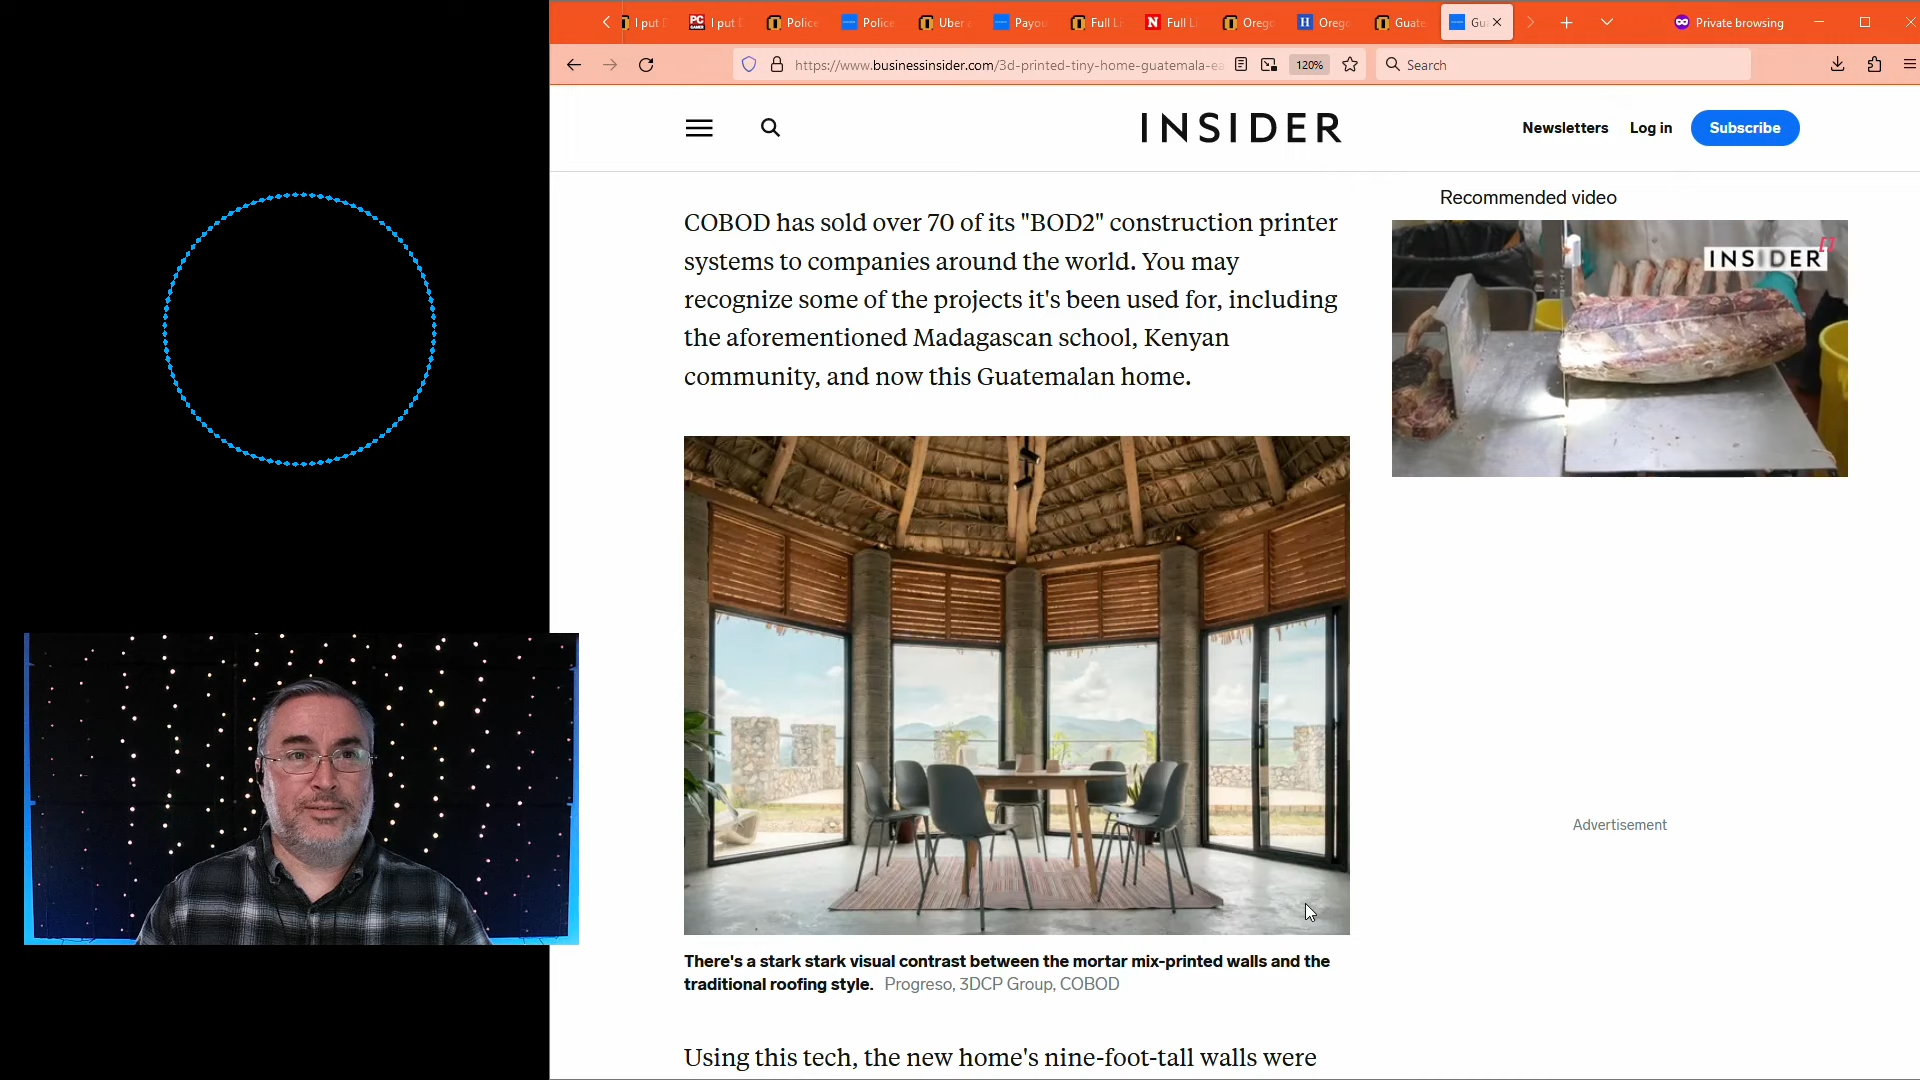 I put
PC
GAMER
I put
Police
Police
Uber
Payou
Full Li
N
Full Li
Orego
H
Orego
Guate
Gu
Private browsing
https://www.businessinsider.com/3d-printed-tiny-home-guatemala-ea
120%
Search
INSIDER
Newsletters
Log in
Subscribe
COBOD has sold over 70 of its "BOD2" construction printer
systems to companies around the world. You may
recognize some of the projects it's been used for, including
the aforementioned Madagascan school, Kenyan
community, and now this Guatemalan home.
Recommended video
INSIDER
Advertisement
There's a stark stark visual contrast between the mortar mix-printed walls and the
traditional roofing style. Progreso, 3DCP Group, COBOD
Using this tech, the new home's nine-foot-tall walls were